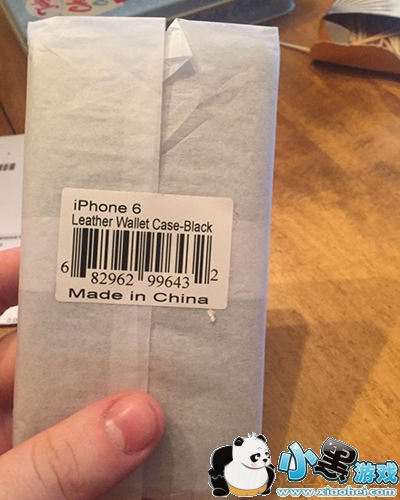 iPhone 6
Leather Wallet Case-Black
6 82962 99643 2
Made in China
小黑游戏
www.xiaohei.com